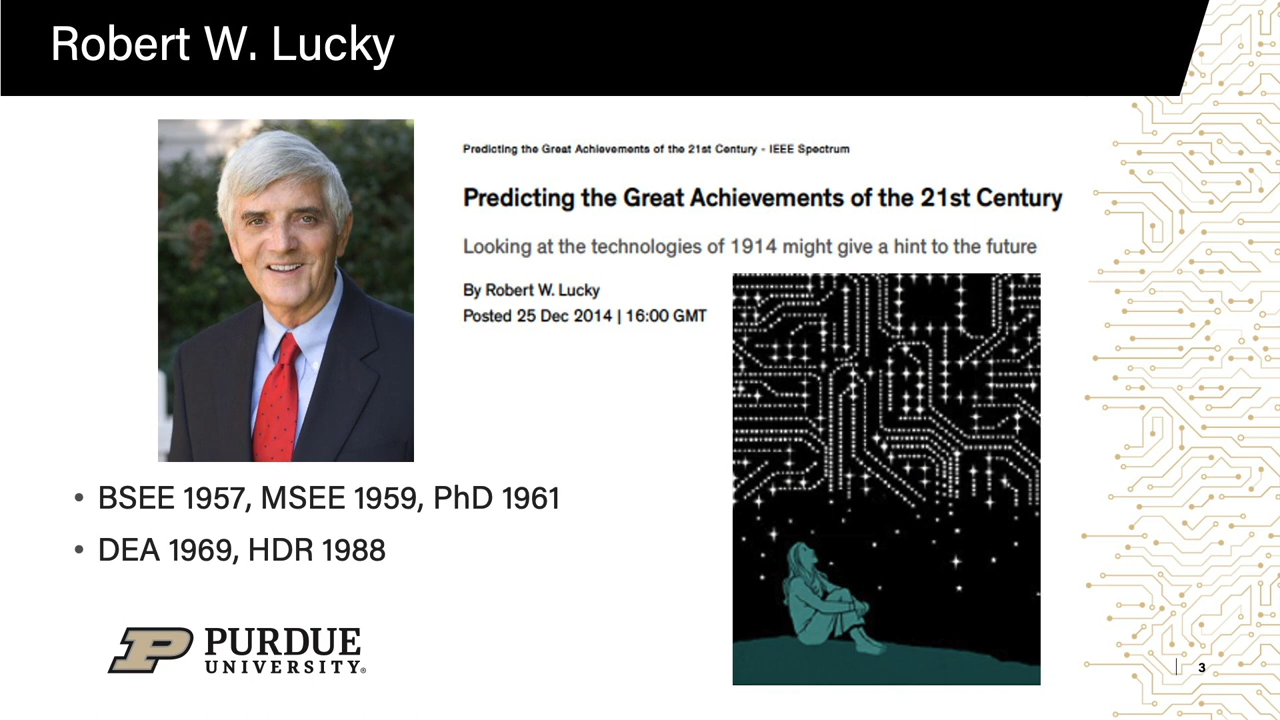 Robert W. Lucky
Predicting the Great Achievements of the 21st Century - IEEE Spectrum
Predicting the Great Achievements of the 21st Century
Looking at the technologies of 1914 might give a hint to the future
By Robert W. Lucky
Posted 25 Dec 2014 | 16:00 GMT
• BSEE 1957, MSEE 1959, PhD 1961
• DEA 1969, HDR 1988
P PURDUE
UNIVERSITY®
3